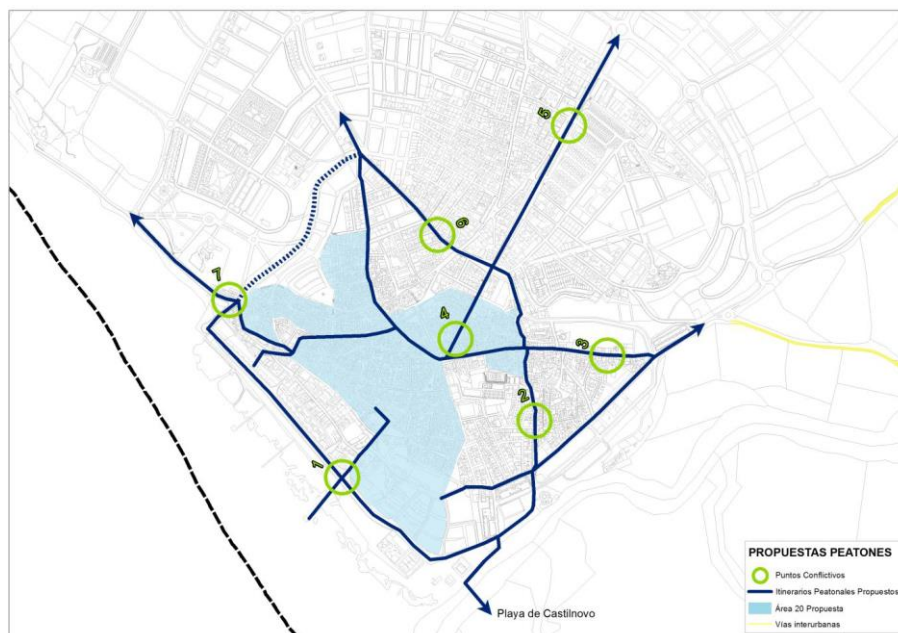 5
6
7
4
3
2
1
Playa de Castilnovo
PROPUESTAS PEATONES
Puntos Conflictivos
Itinerarios Peatonales Propuestos
Área 20 Propuesta
Vías interurbanas